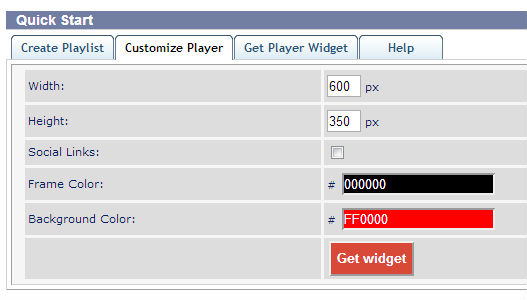 Quick Start
Create Playlist Customize Player Get Player Widget Help
Width: 600 px
Height: 350 px
Social Links:
Frame Color: # 000000
Background Color: # FF0000
Get widget